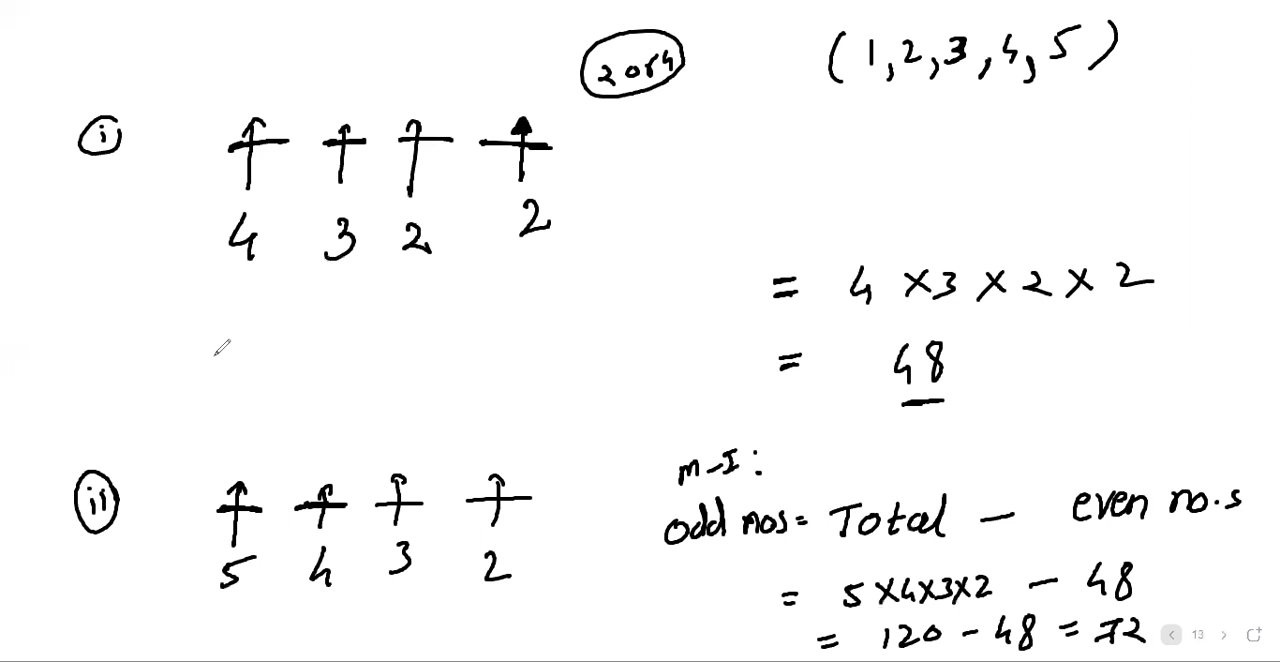 2 or 4
(1,2,3,4,5)
i
4 3 2 2
= 4 × 3 × 2 × 2
= 48
ii
5 4 3 2
M-I :
odd nos = Total – even no.s
= 5×4×3×2 – 48
= 120 – 48 = 72
13